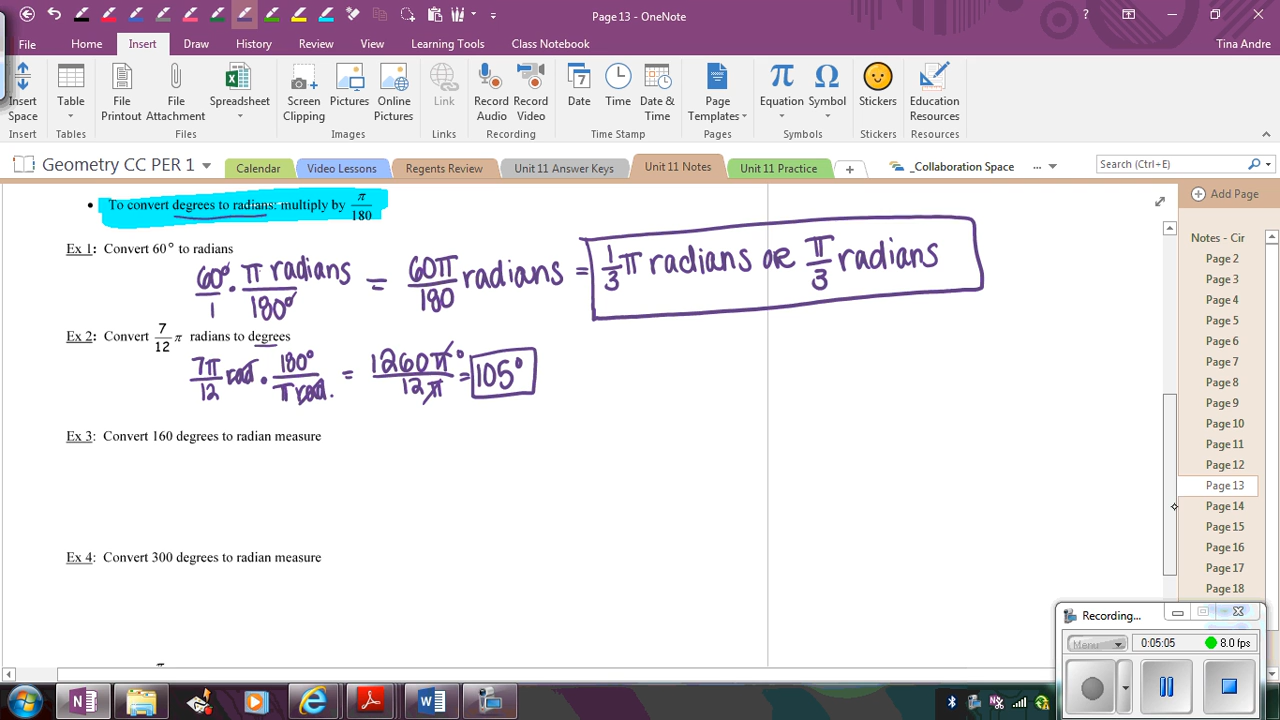 Page 13 - OneNote
Tina Andre
File Home Insert Draw History Review View Learning Tools Class Notebook
Insert Space
Table
File Printout
File Attachment
Spreadsheet
Screen Clipping
Pictures
Online Pictures
Link
Record Audio
Record Video
Date
Time
Date & Time
Page Templates
Equation
Symbol
Stickers
Education Resources
Insert Tables Files Images Links Recording Time Stamp Pages Symbols Stickers Resources
Geometry CC PER 1 Calendar Video Lessons Regents Review Unit 11 Answer Keys Unit 11 Notes Unit 11 Practice _Collaboration Space ... Search (Ctrl+E)
• To convert degrees to radians: multiply by π/180
Ex 1: Convert 60° to radians
60°/1 · π radians/180° = 60π/180 radians = 1/3 π radians OR π/3 radians
Ex 2: Convert 7/12 π radians to degrees
7π/12 rad · 180°/π rad. = 1260π°/12π = 105°
Ex 3: Convert 160 degrees to radian measure
Ex 4: Convert 300 degrees to radian measure
π
Add Page
Notes - Cir
Page 2
Page 3
Page 4
Page 5
Page 6
Page 7
Page 8
Page 9
Page 10
Page 11
Page 12
Page 13
Page 14
Page 15
Page 16
Page 17
Page 18
Recording...
Menu 0:05:05 8.0 fps